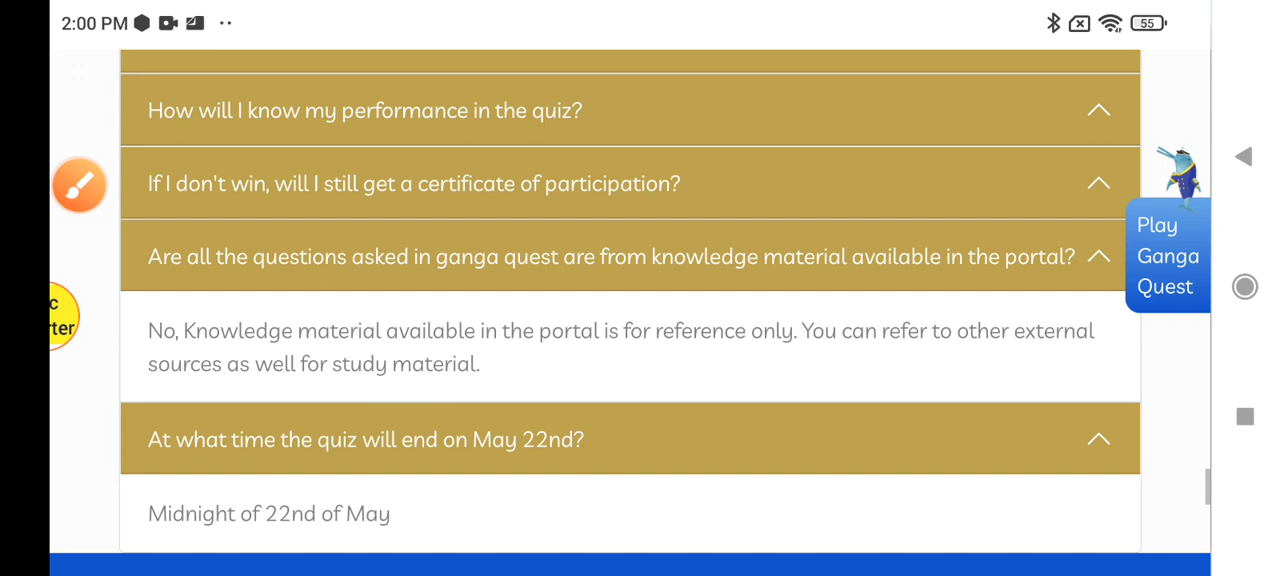 2:00 PM
55
How will I know my performance in the quiz?
If I don't win, will I still get a certificate of participation?
Are all the questions asked in ganga quest are from knowledge material available in the portal?
Play
Ganga
Quest
c
ter
No, Knowledge material available in the portal is for reference only. You can refer to other external
sources as well for study material.
At what time the quiz will end on May 22nd?
Midnight of 22nd of May